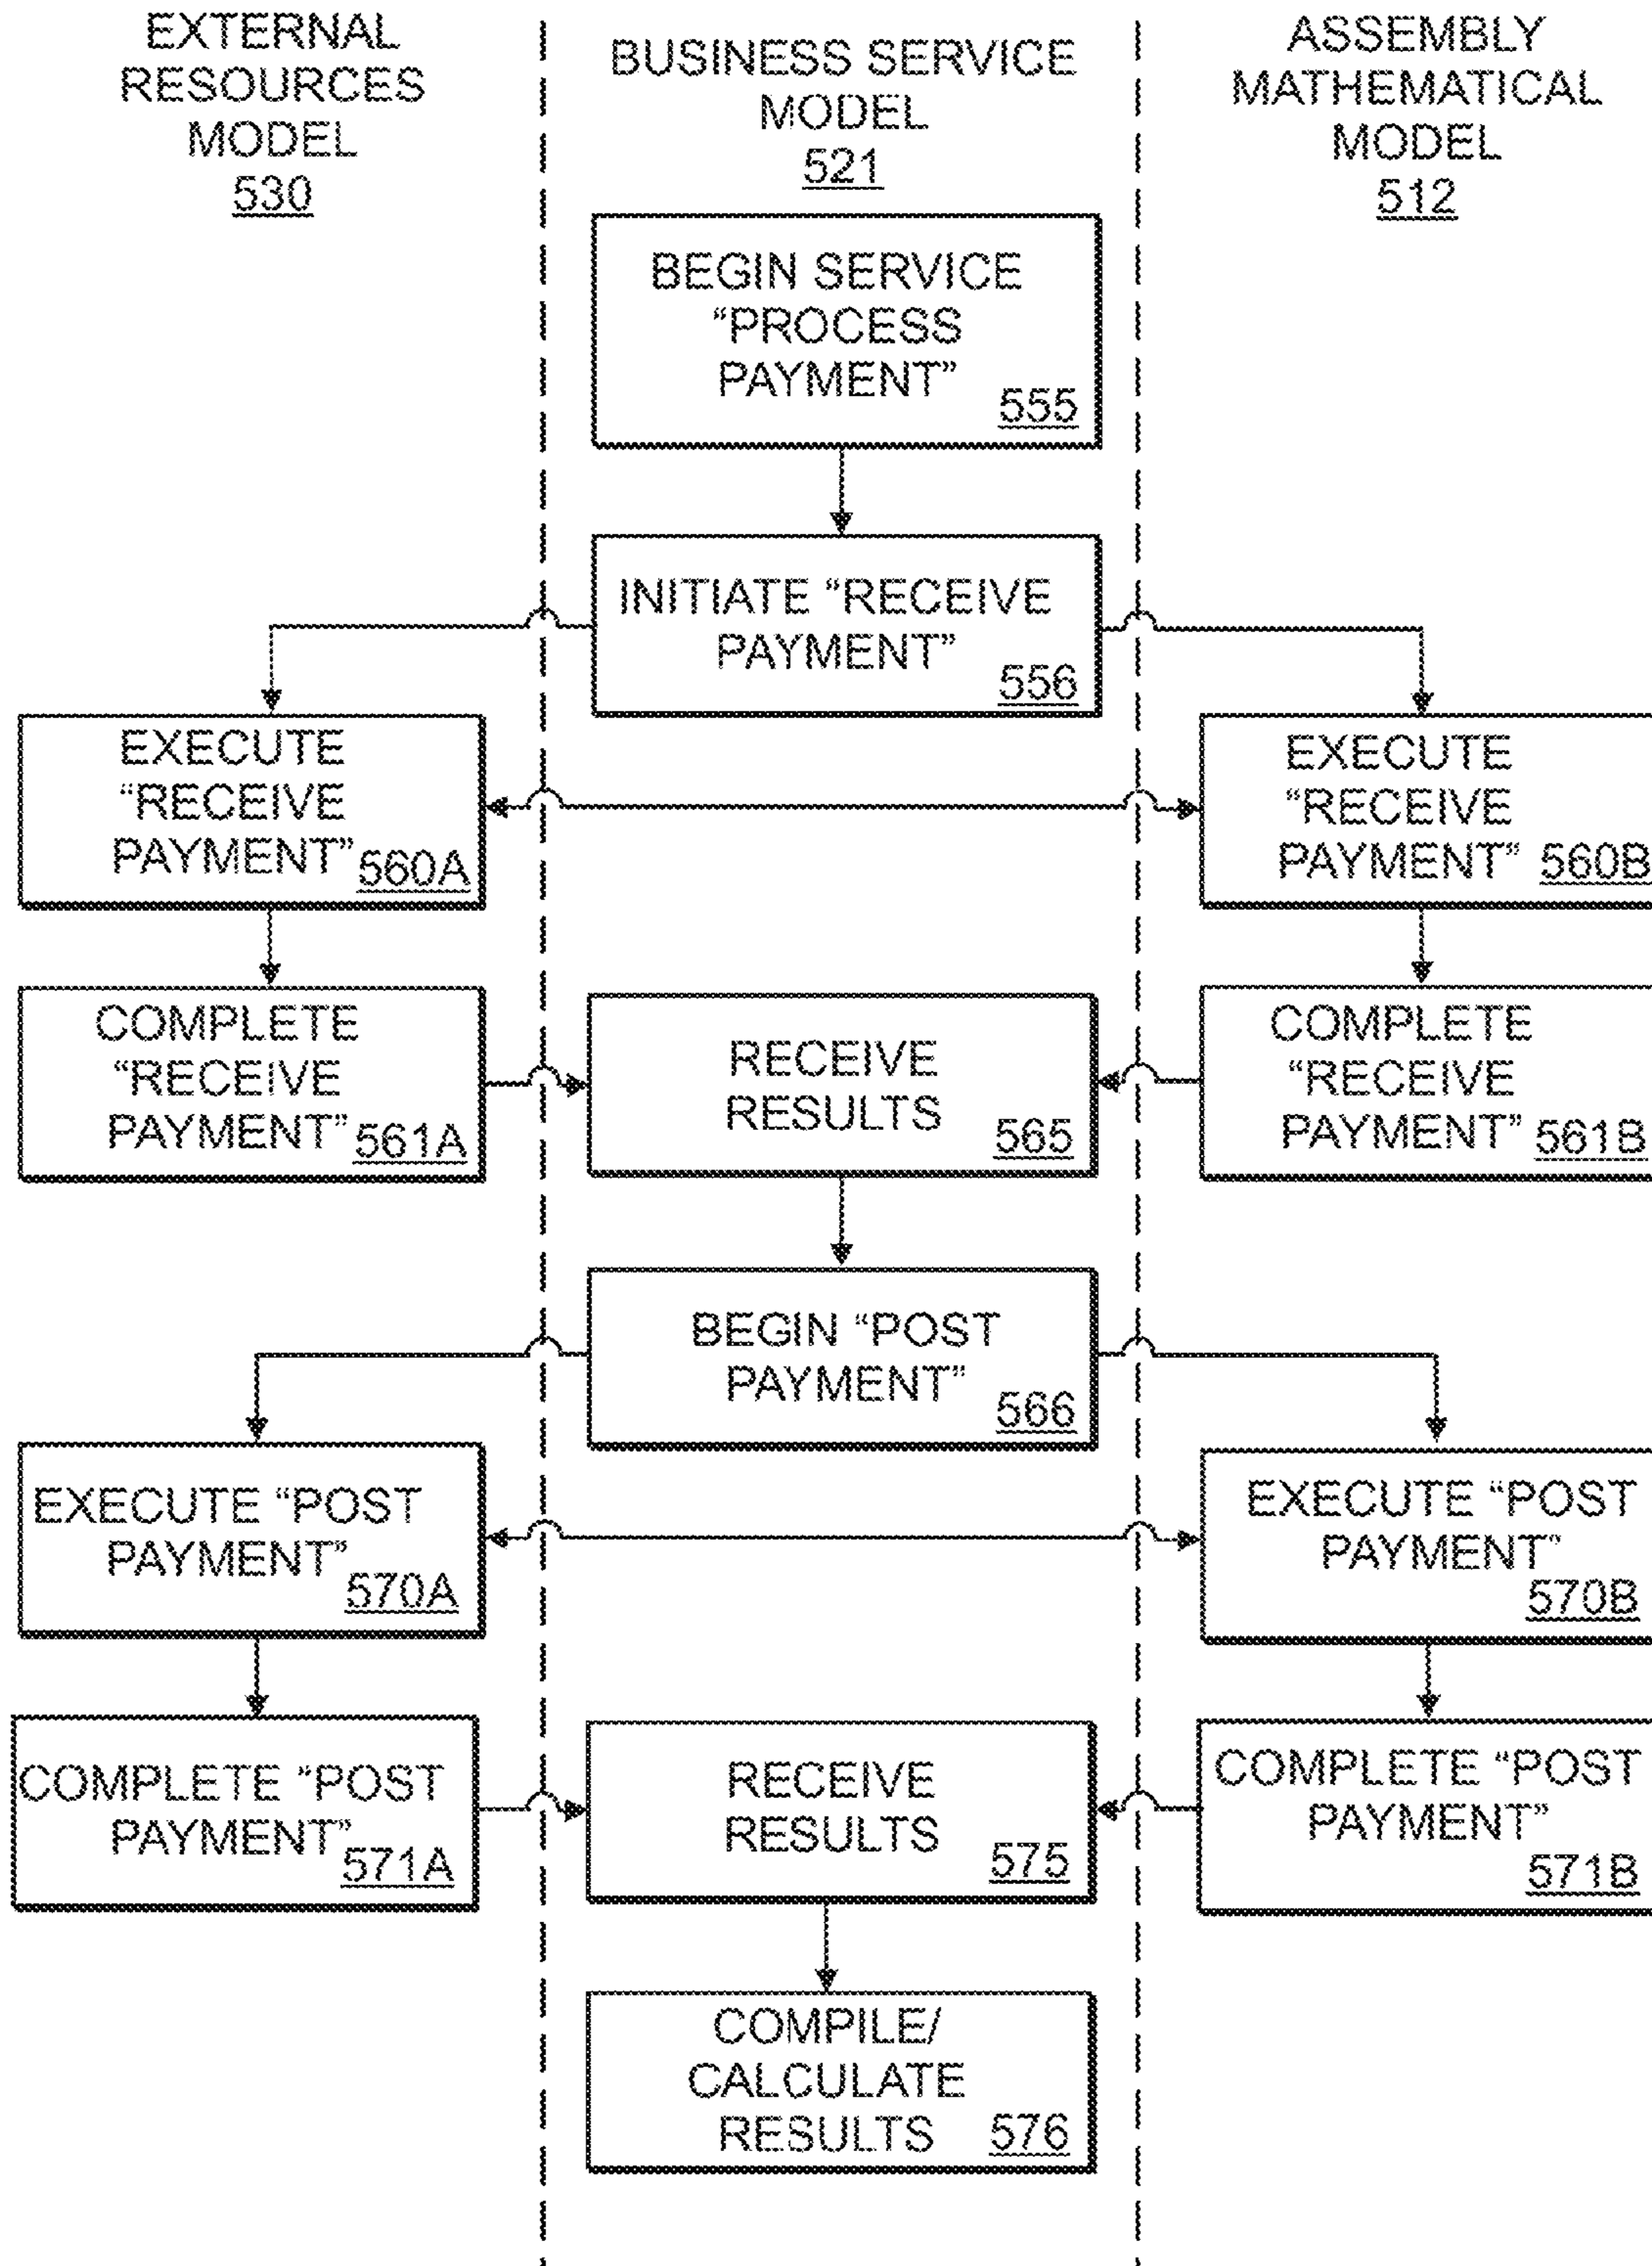 EXTERNAL
RESOURCES
MODEL
530
BUSINESS SERVICE
MODEL
521
ASSEMBLY
MATHEMATICAL
MODEL
512
BEGIN SERVICE
“PROCESS
PAYMENT”
555
INITIATE “RECEIVE
PAYMENT”
556
EXECUTE
“RECEIVE
PAYMENT” 560A
EXECUTE
“RECEIVE
PAYMENT” 560B
COMPLETE
“RECEIVE
PAYMENT” 561A
RECEIVE
RESULTS
565
COMPLETE
“RECEIVE
PAYMENT” 561B
BEGIN “POST
PAYMENT”
566
EXECUTE “POST
PAYMENT”
570A
EXECUTE “POST
PAYMENT”
570B
COMPLETE “POST
PAYMENT”
571A
RECEIVE
RESULTS
575
COMPLETE “POST
PAYMENT”
571B
COMPILE/
CALCULATE
RESULTS 576